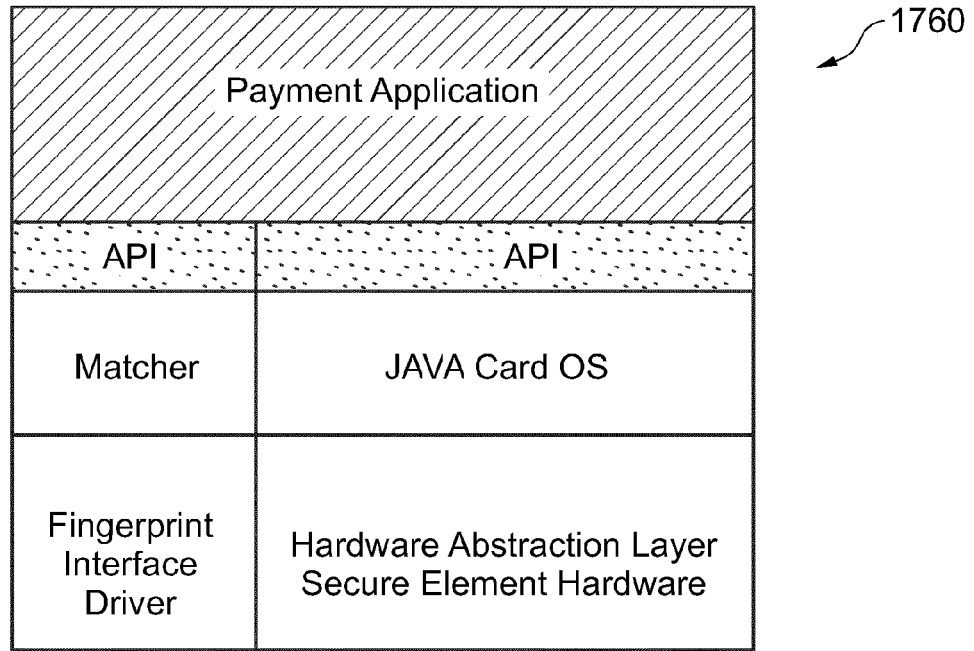 1760
Payment Application
API
API
Matcher
JAVA Card OS
Fingerprint
Interface
Driver
Hardware Abstraction Layer
Secure Element Hardware